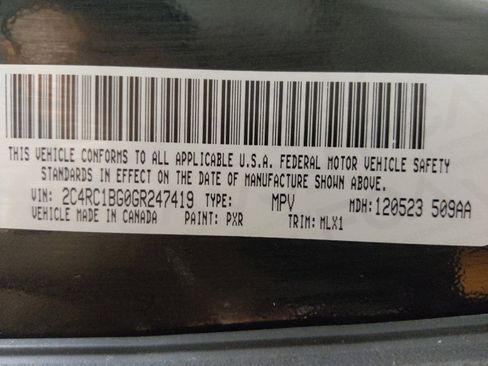 THIS VEHICLE CONFORMS TO ALL APPLICABLE U.S.A. FEDERAL MOTOR VEHICLE SAFETY
STANDARDS IN EFFECT ON THE DATE OF MANUFACTURE SHOWN ABOVE.
VIN: 2C4RC1BG0GR247419 TYPE: MPV MDH:120523 509AA
VEHICLE MADE IN CANADA PAINT: PXR TRIM: MLX1